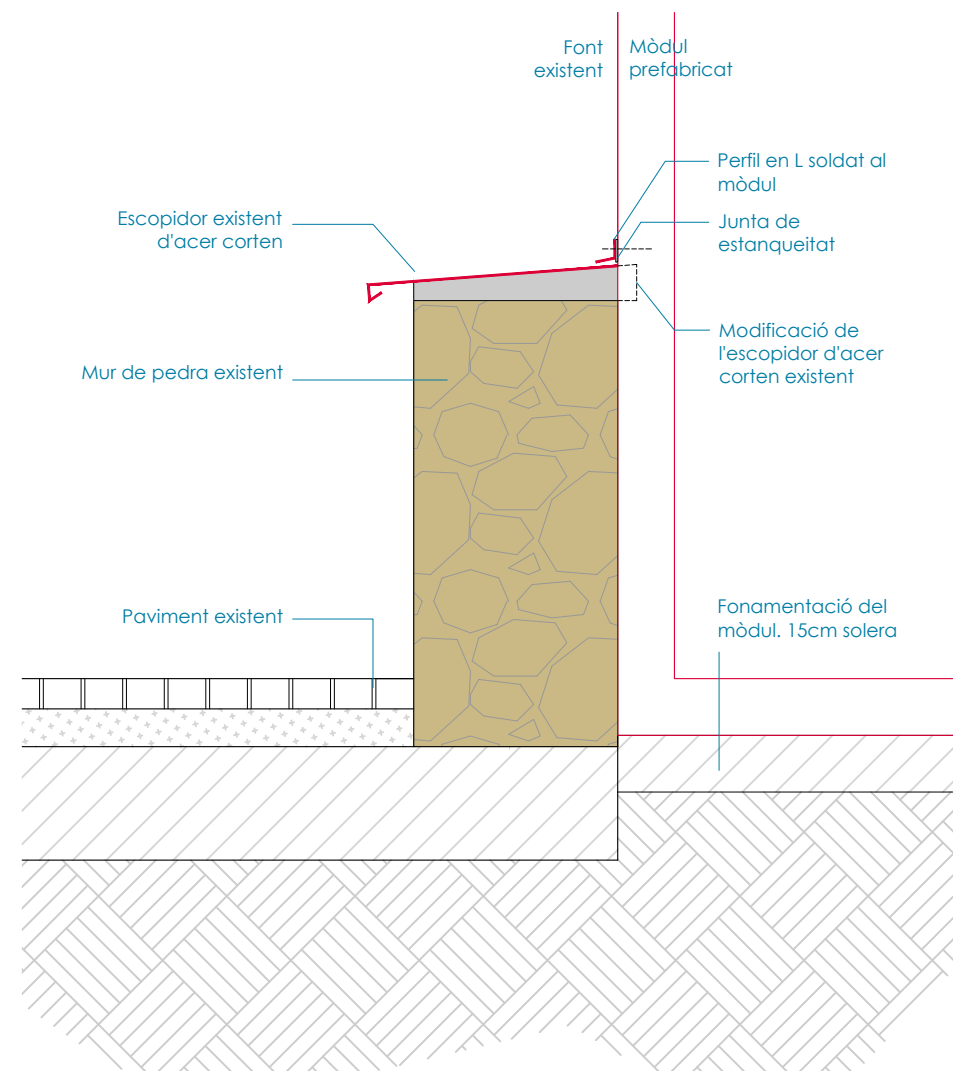 Font
existent
Mòdul
prefabricat
Perfil en L soldat al
mòdul
Escopidor existent
d'acer corten
Junta de
estanqueitat
Modificació de
l'escopidor d'acer
corten existent
Mur de pedra existent
Paviment existent
Fonamentació del
mòdul. 15cm solera